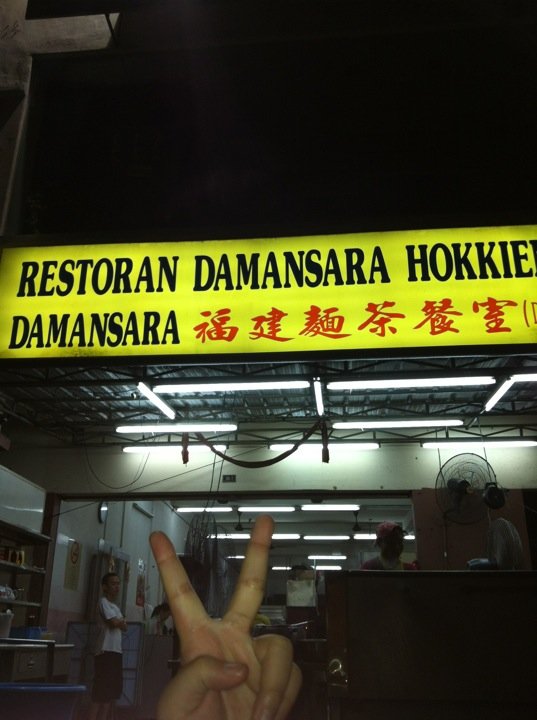 RESTORAN DAMANSARA HOKKIE
DAMANSARA 福建麵茶餐室